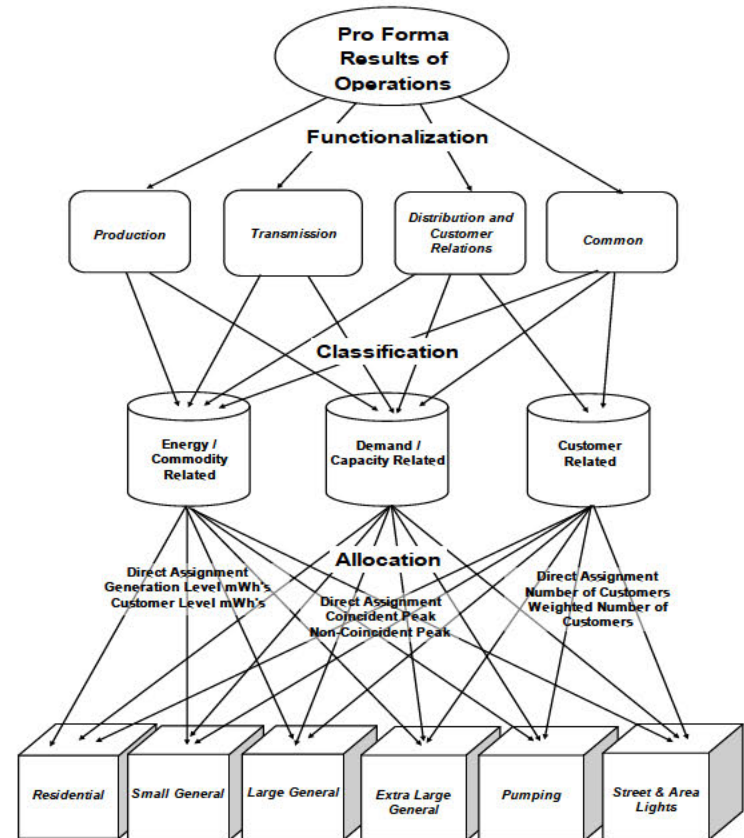 Pro Forma
Results of
Operations
Functionalization
Production
Transmission
Distribution and
Customer
Relations
Common
Classification
Energy /
Commodity
Related
Demand /
Capacity Related
Customer
Related
Allocation
Direct Assignment
Generation Level mWh's
Customer Level mWh's
Direct Assignment
Coincident Peak
Non-Coincident Peak
Direct Assignment
Number of Customers
Weighted Number of
Customers
Residential
Small General
Large General
Extra Large
General
Pumping
Street & Area
Lights